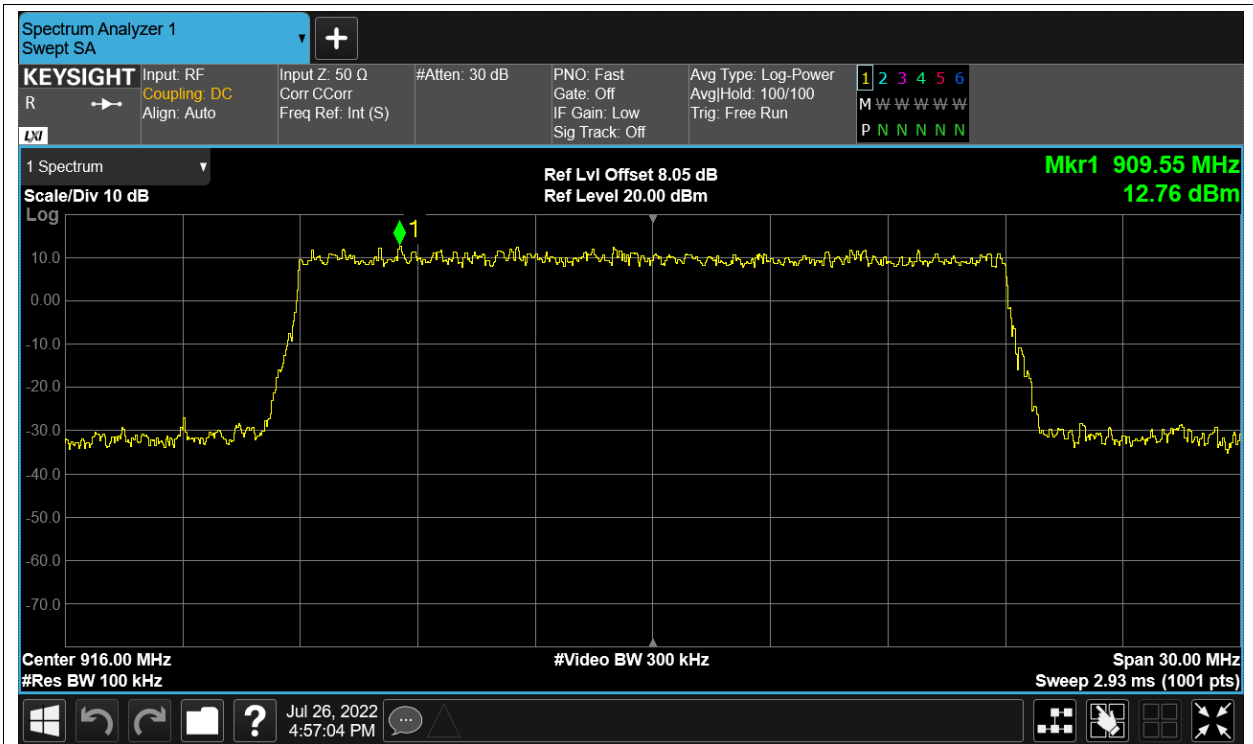 Spectrum Analyzer 1
Swept SA
KEYSIGHT
R
LXI
Input: RF
Coupling: DC
Align: Auto
Input Z: 50 Ω
Corr CCorr
Freq Ref: Int (S)
#Atten: 30 dB
PNO: Fast
Gate: Off
IF Gain: Low
Sig Track: Off
Avg Type: Log-Power
Avg|Hold: 100/100
Trig: Free Run
1 2 3 4 5 6
M W W W W W
P N N N N N
1 Spectrum
Scale/Div 10 dB
Log
Ref Lvl Offset 8.05 dB
Ref Level 20.00 dBm
Mkr1 909.55 MHz
12.76 dBm
1
10.0
0.00
-10.0
-20.0
-30.0
-40.0
-50.0
-60.0
-70.0
Center 916.00 MHz
#Res BW 100 kHz
#Video BW 300 kHz
Span 30.00 MHz
Sweep 2.93 ms (1001 pts)
?
Jul 26, 2022
4:57:04 PM